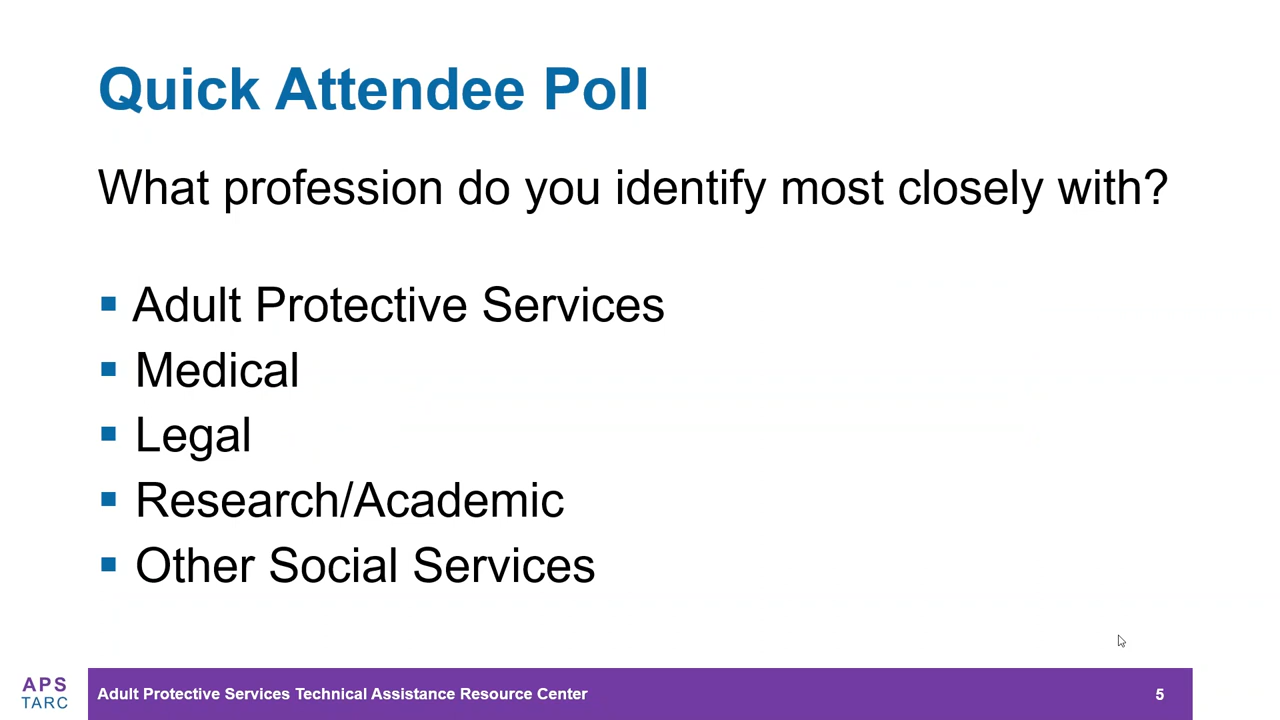 Quick Attendee Poll
What profession do you identify most closely with?
▪ Adult Protective Services
▪ Medical
▪ Legal
▪ Research/Academic
▪ Other Social Services
APS
TARC
Adult Protective Services Technical Assistance Resource Center
5